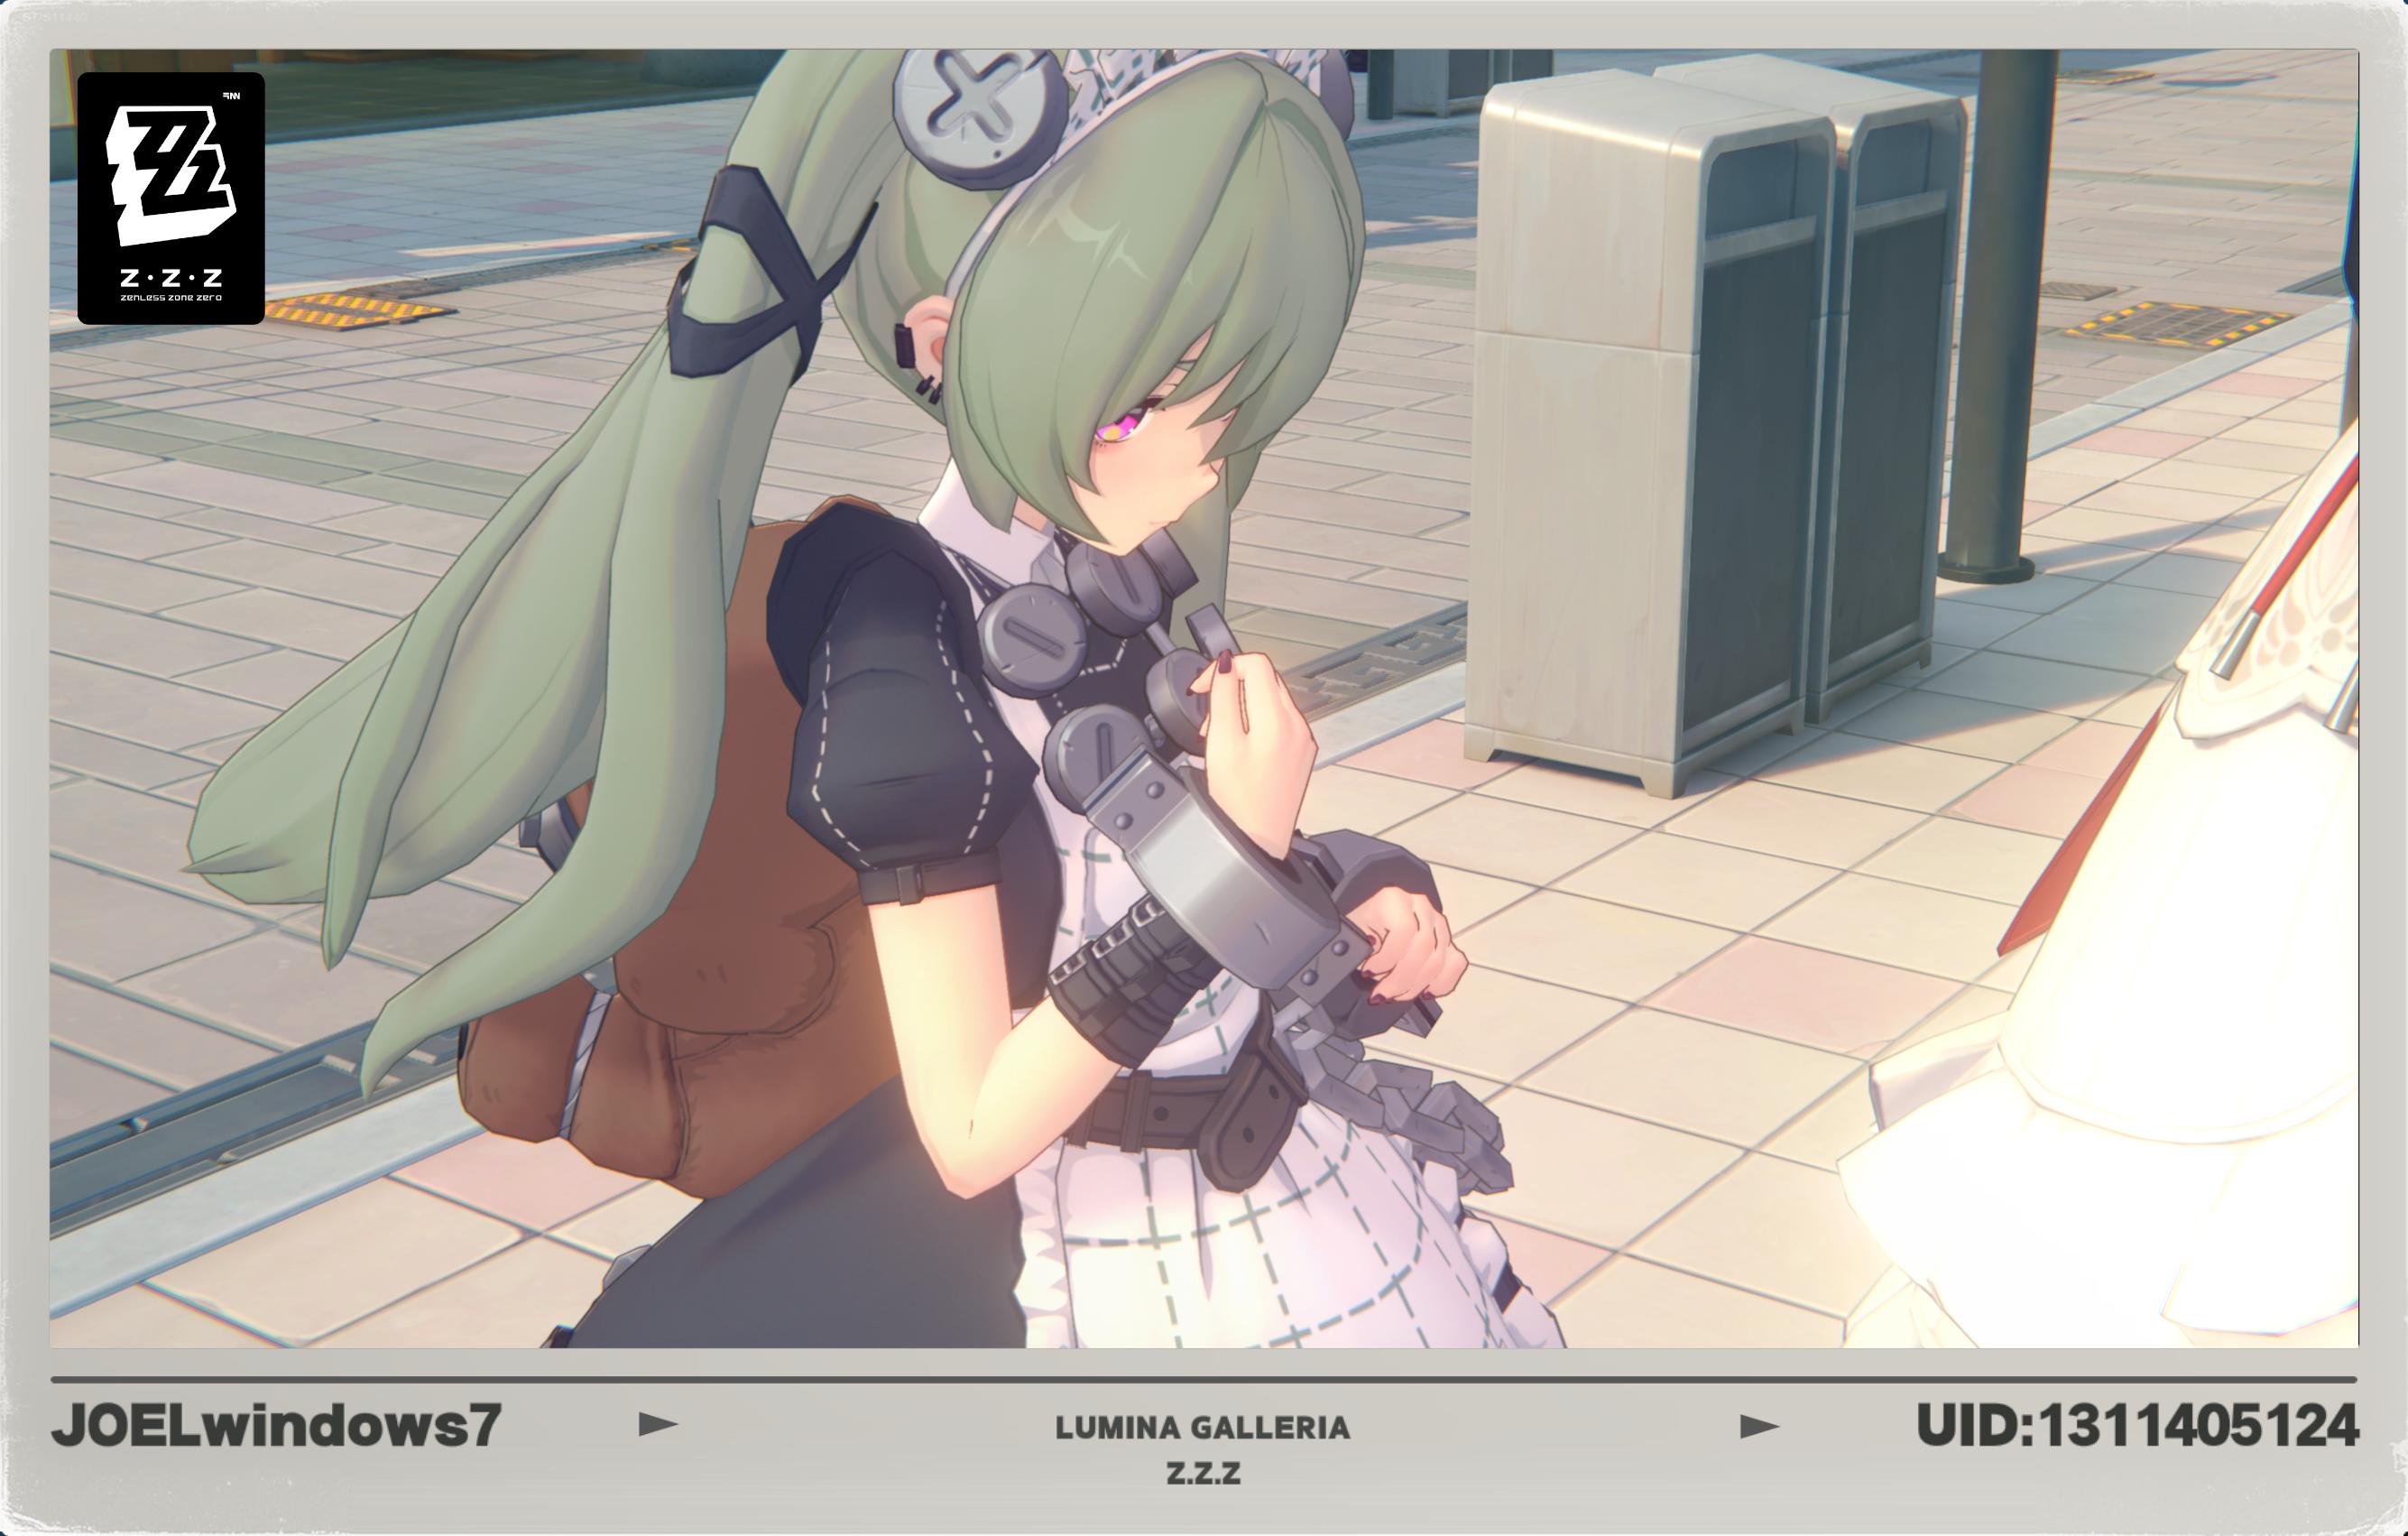 Z·Z·Z
ZENLESS ZONE ZERO
JOELwindows7
LUMINA GALLERIA
UID:1311405124
Z.Z.Z